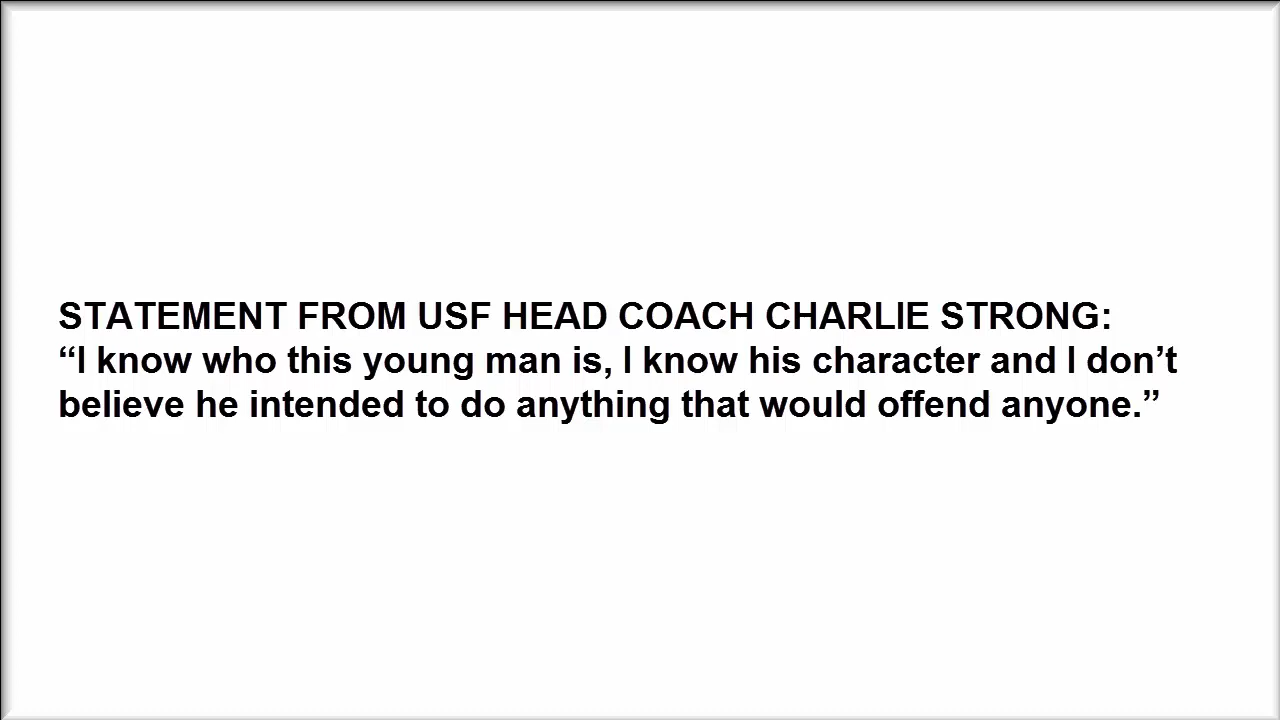 STATEMENT FROM USF HEAD COACH CHARLIE STRONG:
“I know who this young man is, I know his character and I don’t
believe he intended to do anything that would offend anyone.”